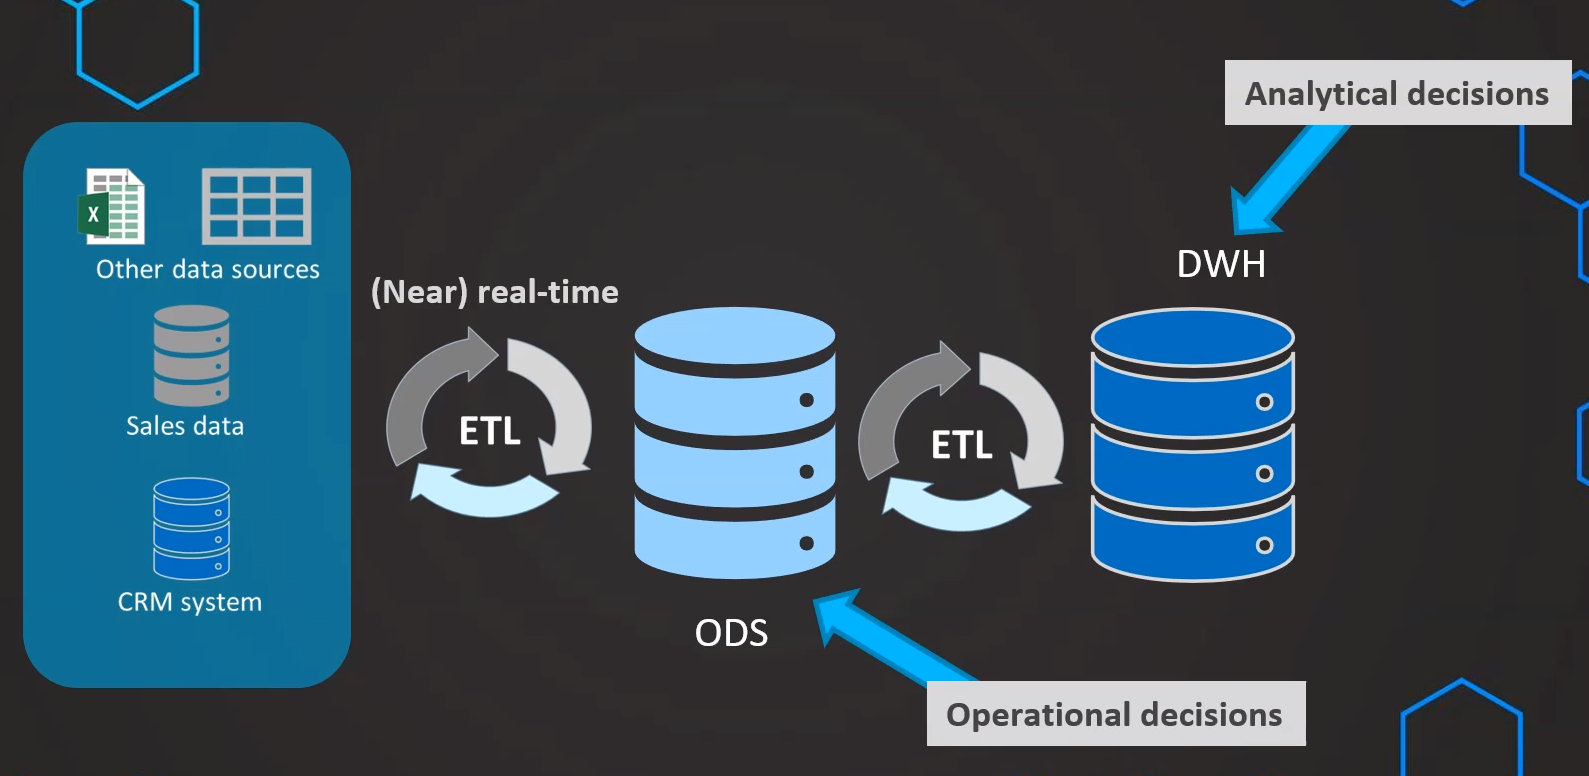 Analytical decisions
X
Other data sources
Sales data
CRM system
(Near) real-time
ETL
ODS
ETL
DWH
Operational decisions